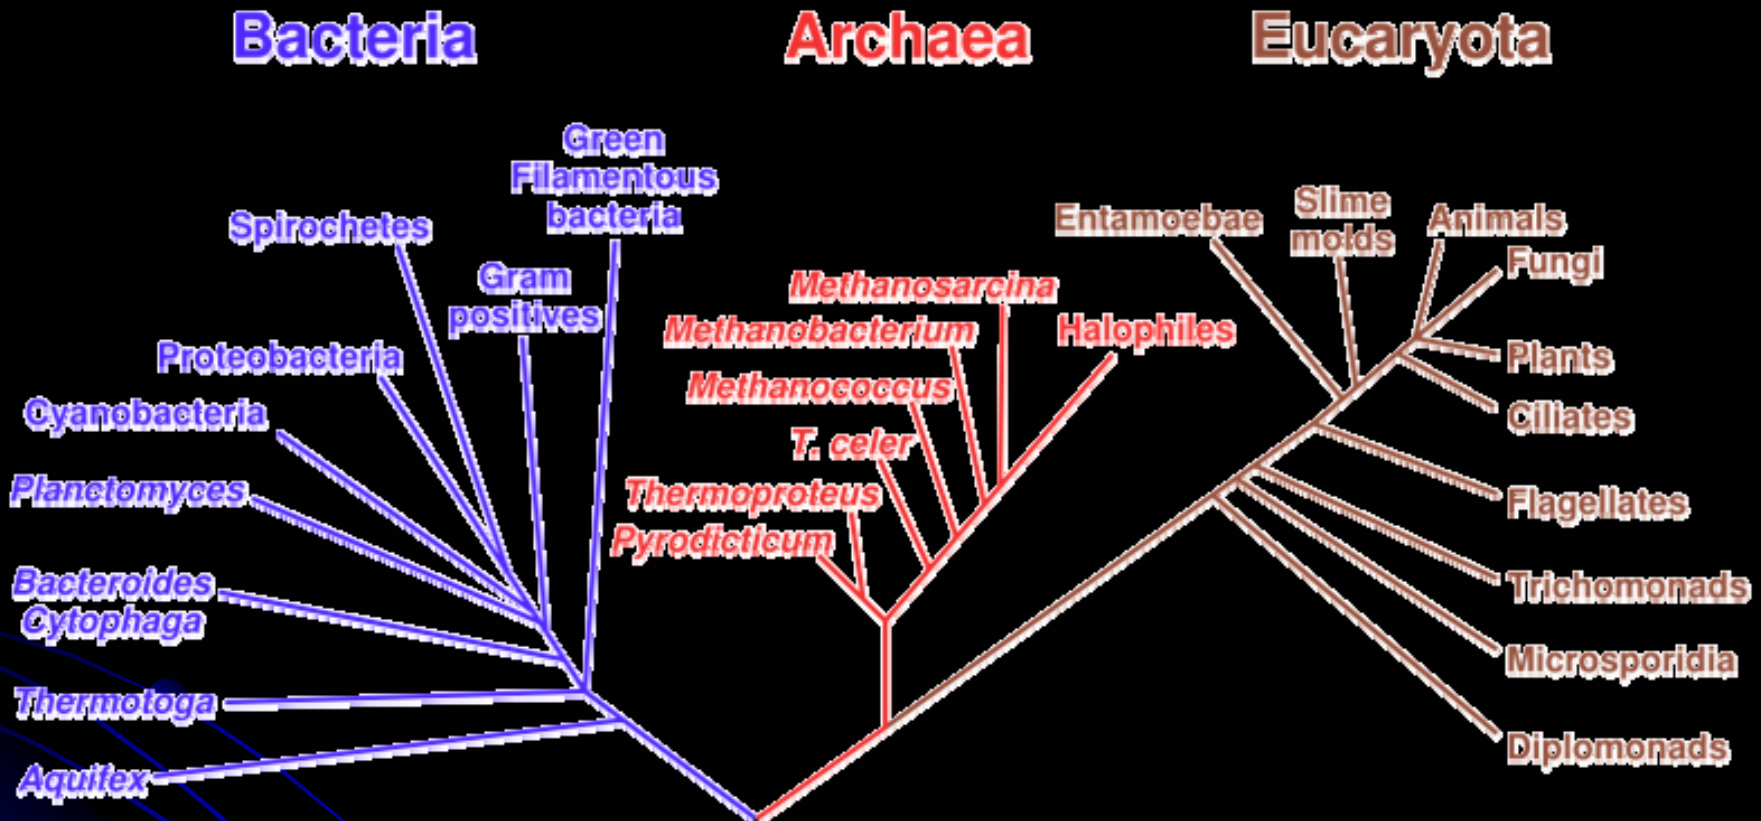 Bacteria
Archaea
Eucaryota
Green
Filamentous
bacteria
Spirochetes
Gram
positives
Proteobacteria
Cyanobacteria
Planctomyces
Bacteroides
Cytophaga
Thermotoga
Aquifex
Methanosarcina
Methanobacterium
Halophiles
Methanococcus
T. celer
Thermoproteus
Pyrodicticum
Entamoebae
Slime
molds
Animals
Fungi
Plants
Ciliates
Flagellates
Trichomonads
Microsporidia
Diplomonads